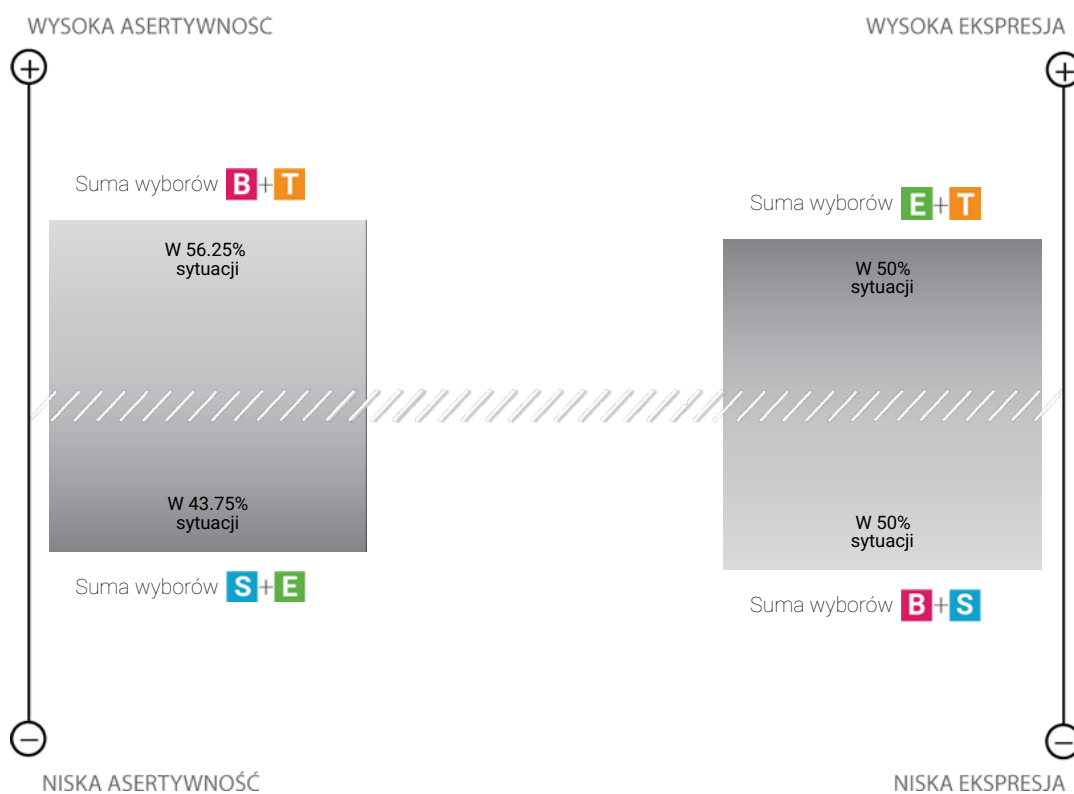 WYSOKA ASERTYWNOŚĆ
WYSOKA EKSPRESJA
+
+
Suma wyborów B+T
Suma wyborów E+T
W 56.25%
sytuacji
W 50%
sytuacji
W 43.75%
sytuacji
W 50%
sytuacji
Suma wyborów S+E
Suma wyborów B+S
−
−
NISKA ASERTYWNOŚĆ
NISKA EKSPRESJA